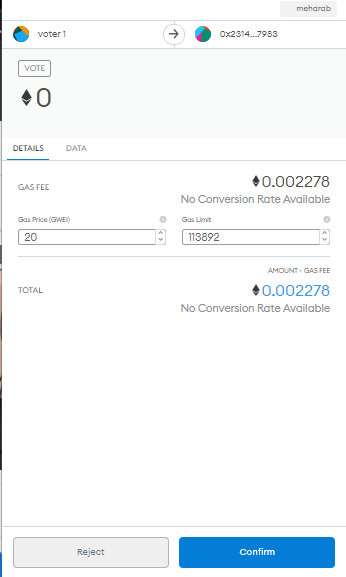 meharab
voter 1
0x2314...7983
VOTE
0
DETAILS DATA
GAS FEE
0.002278
No Conversion Rate Available
Gas Price (GWEI) Gas Limit
20 113892
AMOUNT + GAS FEE
TOTAL
0.002278
No Conversion Rate Available
Reject Confirm